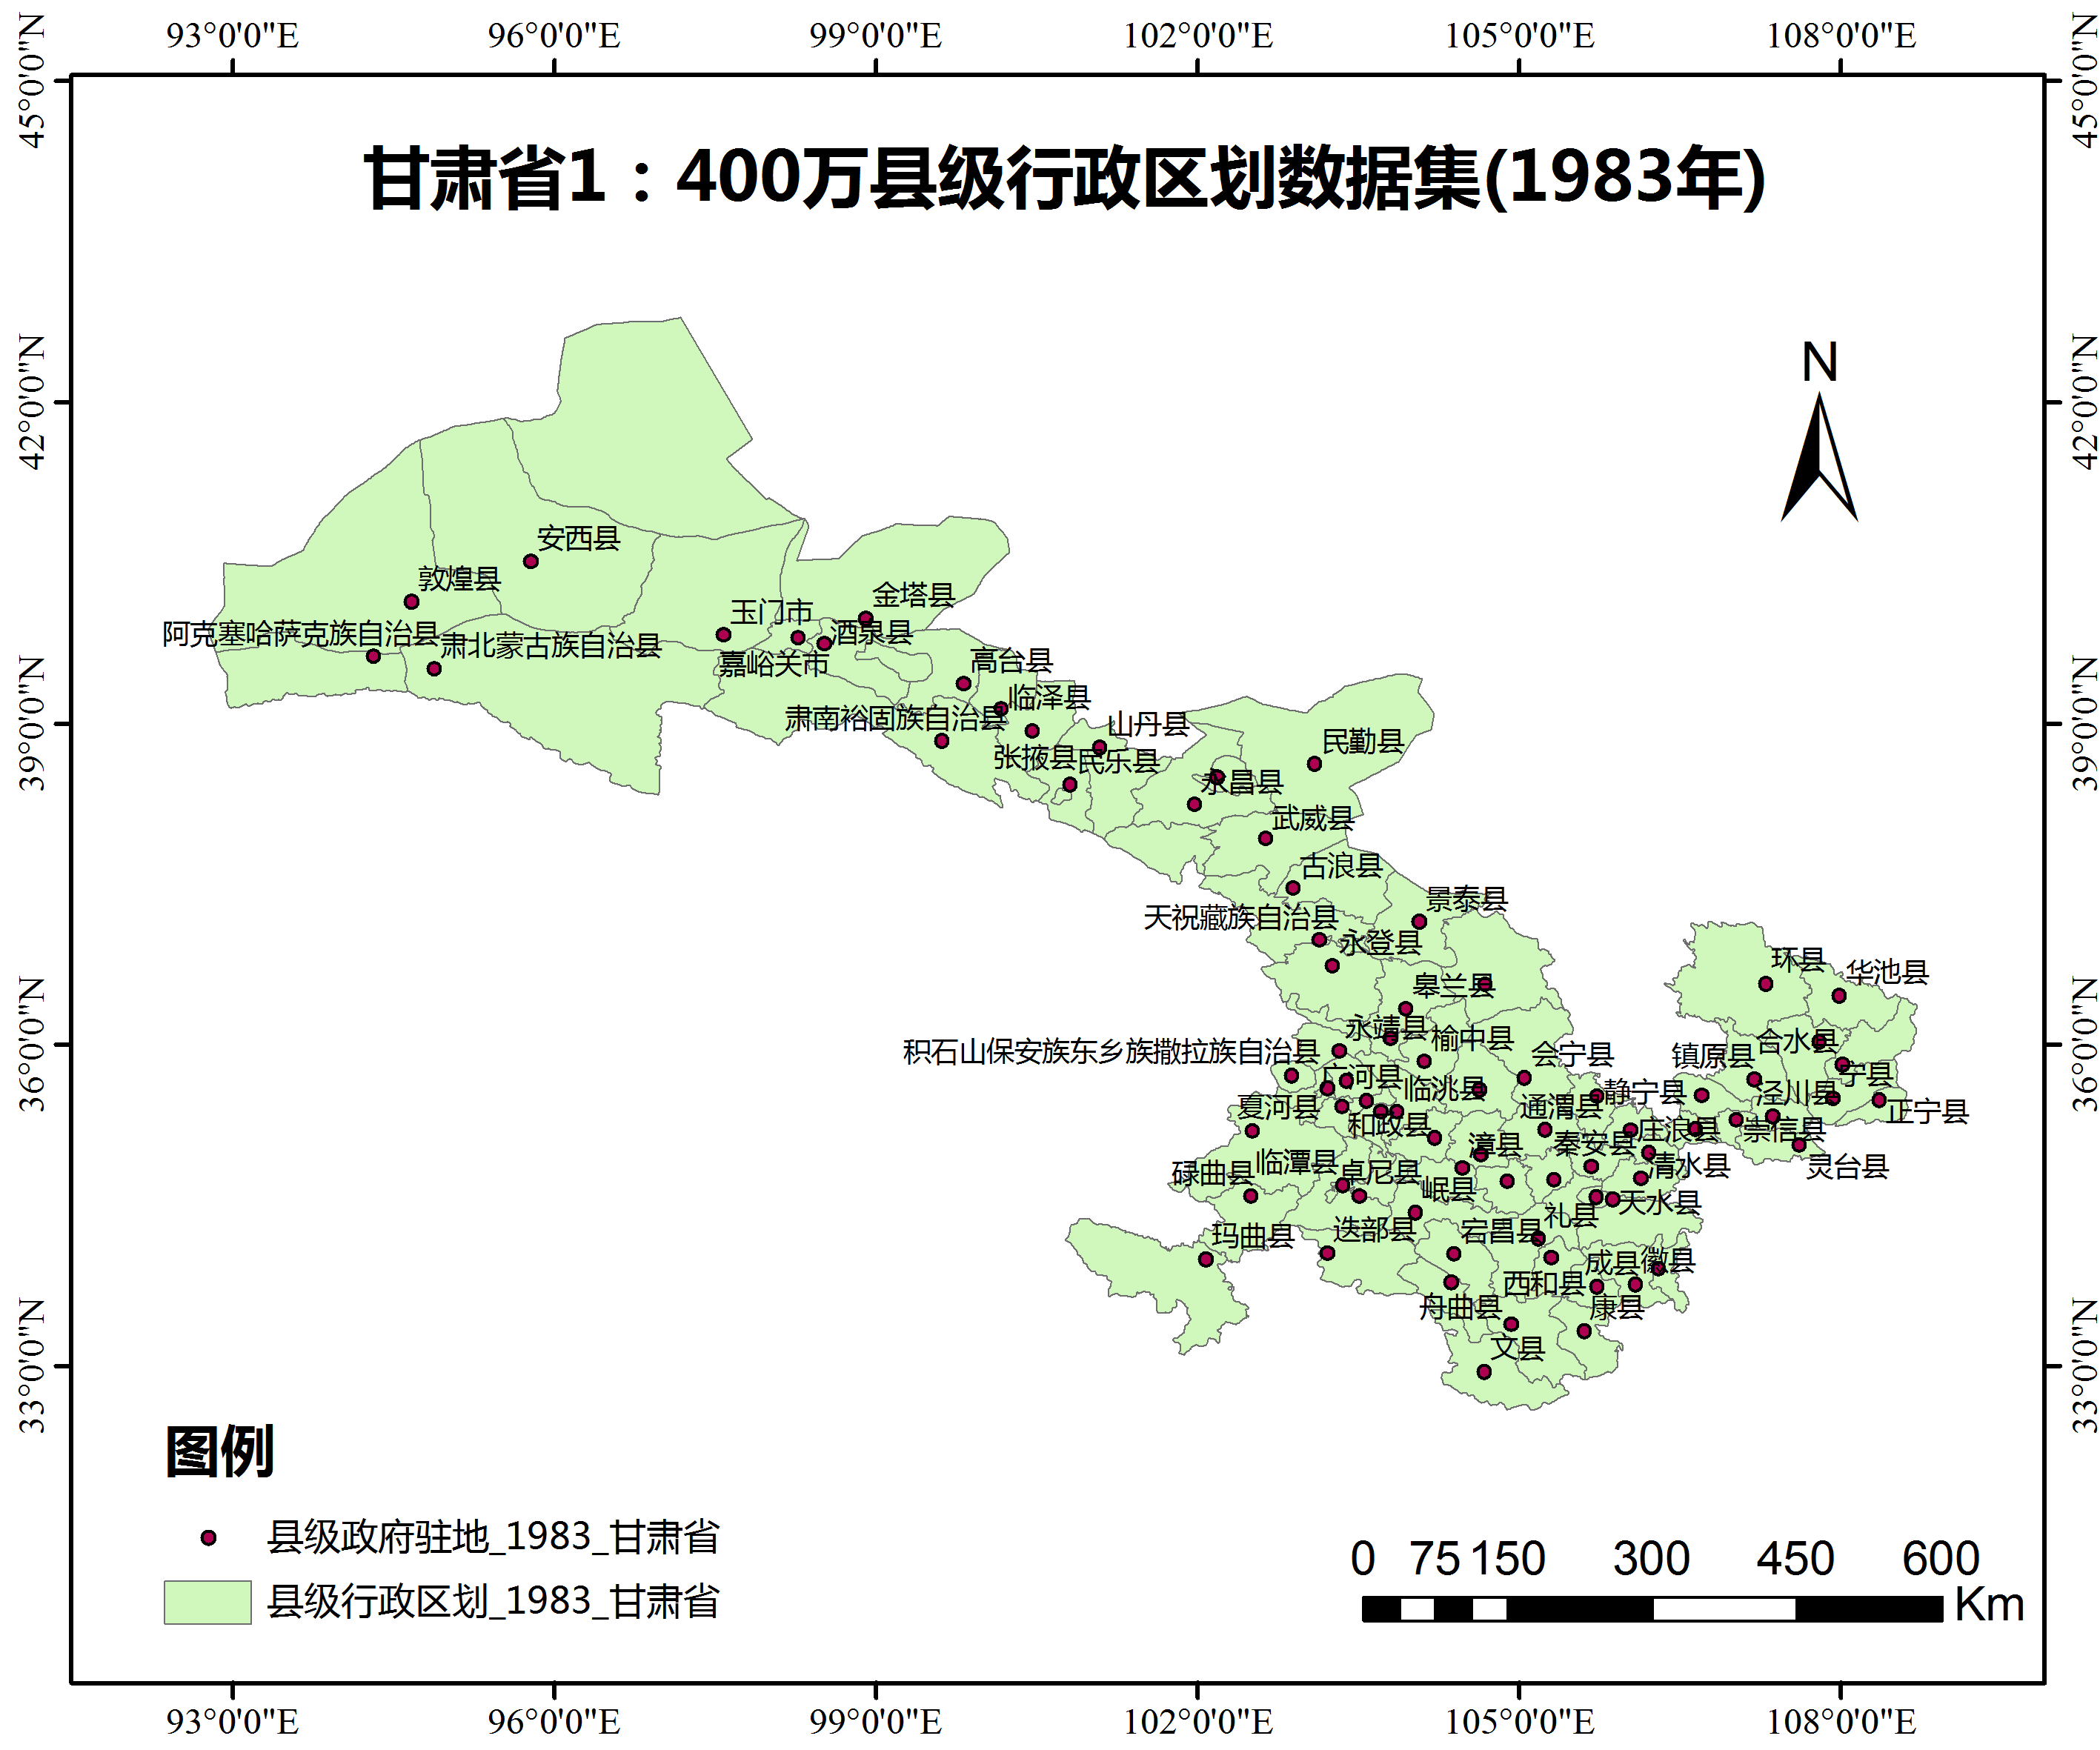 93°0'0"E 96°0'0"E 99°0'0"E 102°0'0"E 105°0'0"E 108°0'0"E
45°0'0"N
45°0'0"N
甘肃省1：400万县级行政区划数据集(1983年)
N
42°0'0"N
42°0'0"N
安西县
敦煌县
金塔县
玉门市
阿克塞哈萨克族自治县
酒泉县
肃北蒙古族自治县
嘉峪关市
高台县
临泽县
肃南裕固族自治县
山丹县
39°0'0"N
39°0'0"N
民勤县
张掖县
民乐县
永昌县
武威县
古浪县
景泰县
天祝藏族自治县
永登县
环县
华池县
皋兰县
永靖县
榆中县
合水县
36°0'0"N
36°0'0"N
积石山保安族东乡族撒拉族自治县
会宁县
镇原县
广河县
宁县
临洮县
静宁县
泾川县
夏河县
通渭县
正宁县
和政县
庄浪县
崇信县
漳县
秦安县
临潭县
清水县
灵台县
碌曲县
卓尼县
岷县
天水县
礼县
玛曲县
迭部县
宕昌县
成县
徽县
西和县
舟曲县
康县
文县
33°0'0"N
33°0'0"N
图例
县级政府驻地_1983_甘肃省
县级行政区划_1983_甘肃省
0 75 150 300 450 600
Km
93°0'0"E 96°0'0"E 99°0'0"E 102°0'0"E 105°0'0"E 108°0'0"E